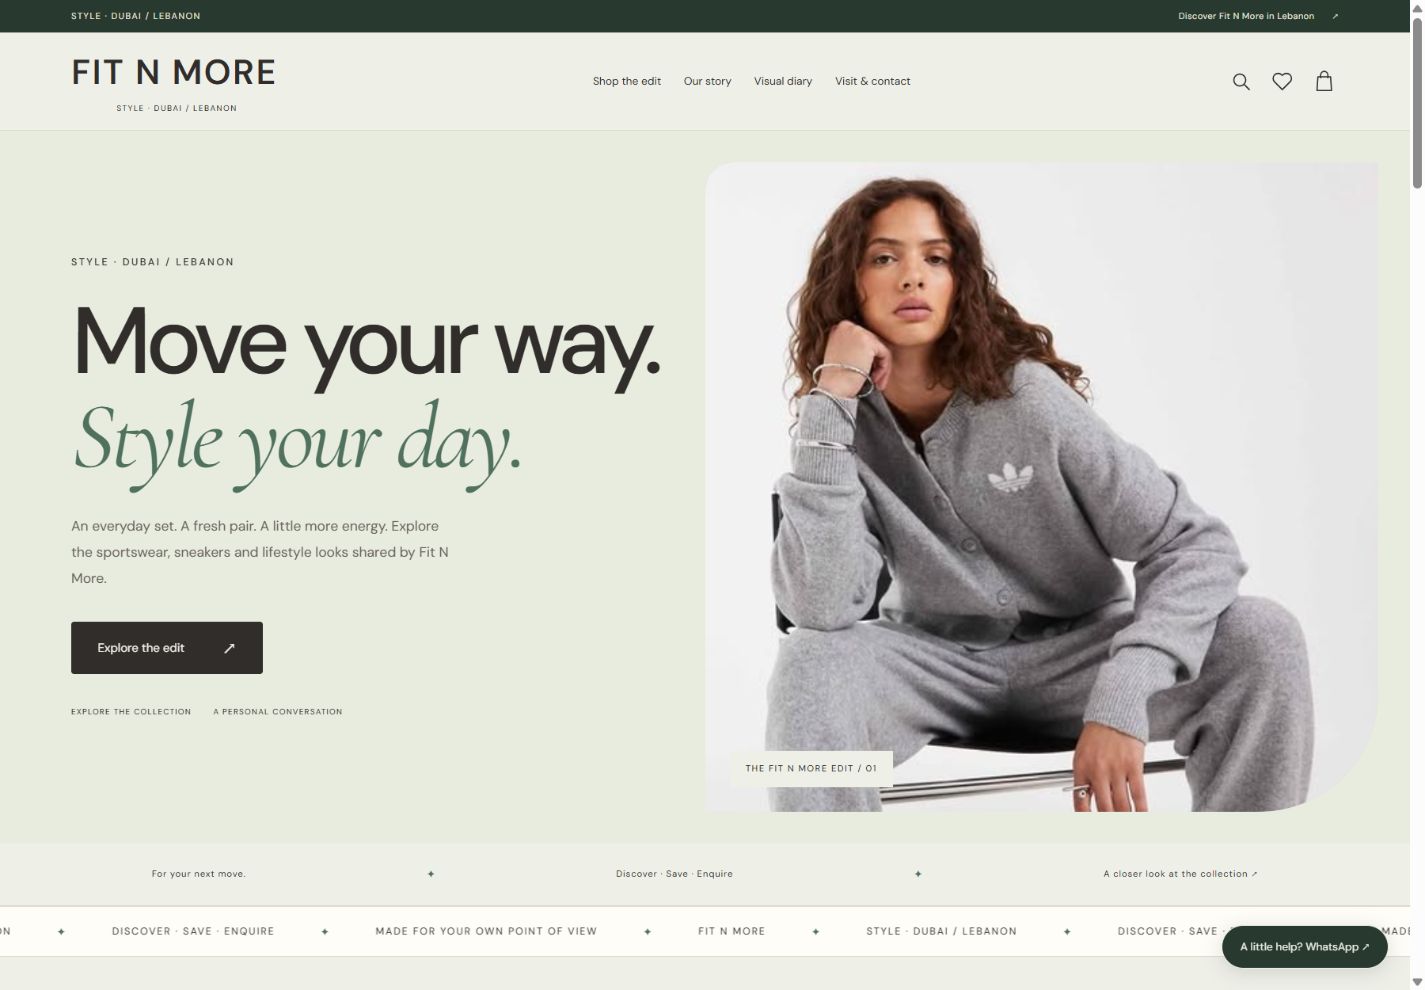 STYLE · DUBAI / LEBANON
Discover Fit N More in Lebanon ↗
FIT N MORE
STYLE · DUBAI / LEBANON
Shop the edit
Our story
Visual diary
Visit & contact
STYLE · DUBAI / LEBANON
Move your way.
Style your day.
An everyday set. A fresh pair. A little more energy. Explore
the sportswear, sneakers and lifestyle looks shared by Fit N
More.
Explore the edit ↗
EXPLORE THE COLLECTION
A PERSONAL CONVERSATION
THE FIT N MORE EDIT / 01
For your next move. ✦ Discover · Save · Enquire ✦ A closer look at the collection ↗
ON ✦ DISCOVER · SAVE · ENQUIRE ✦ MADE FOR YOUR OWN POINT OF VIEW ✦ FIT N MORE ✦ STYLE · DUBAI / LEBANON ✦ DISCOVER · SAVE · MADE
A little help? WhatsApp ↗